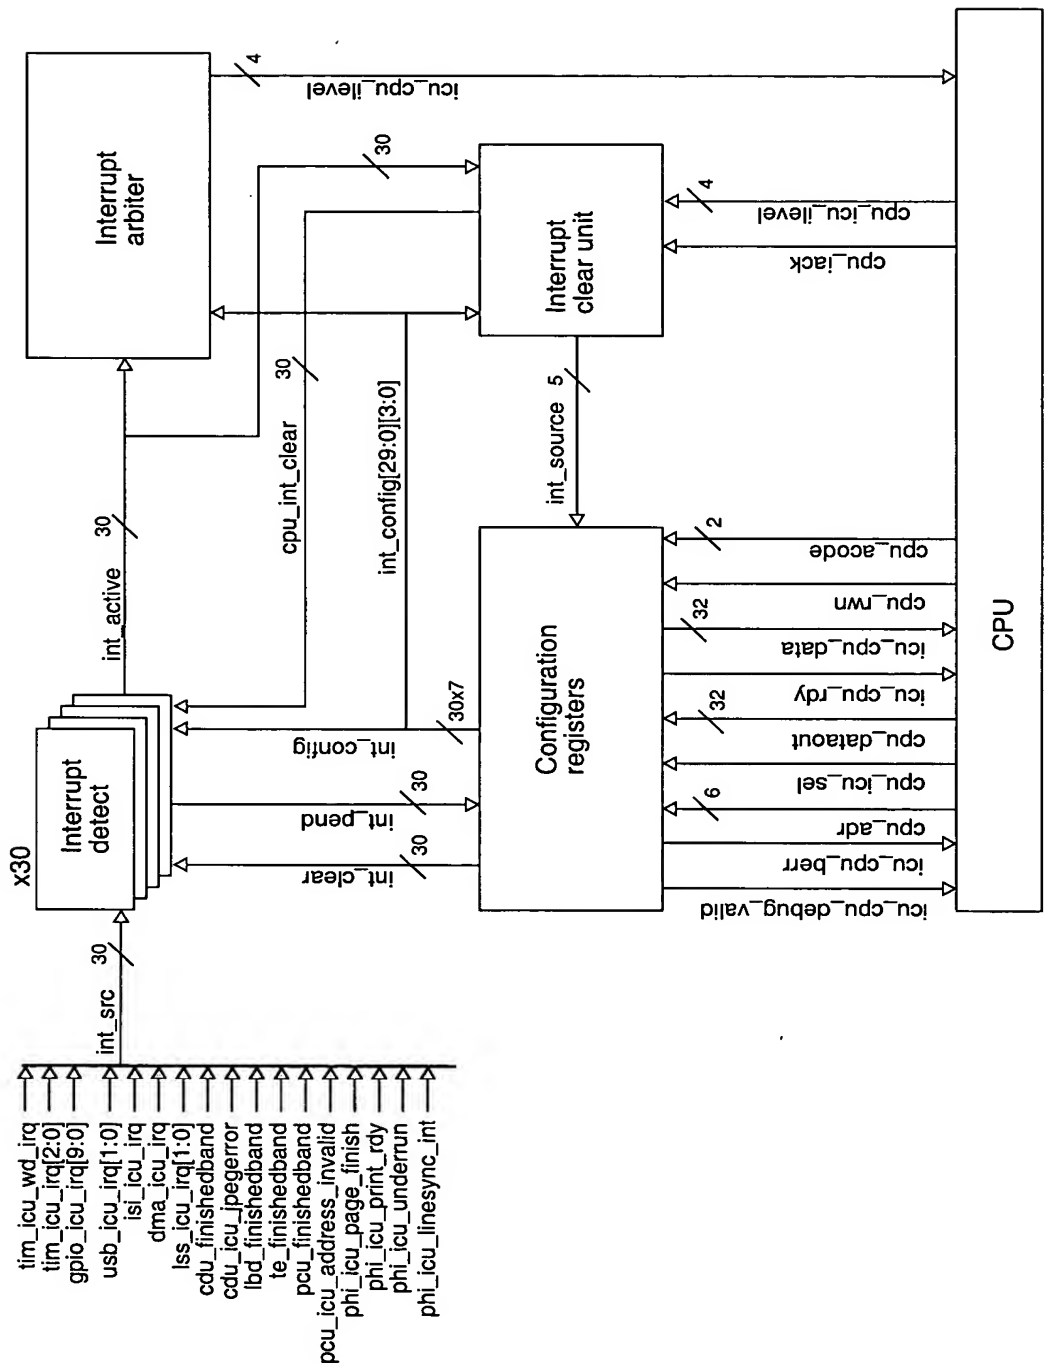 tim_icu_wd_irq
tim_icu_irq[2:0]
gpio_icu_irq[9:0]
usb_icu_irq[1:0]
isi_icu_irq
dma_icu_irq
lss_icu_irq[1:0]
cdu_finishedband
cdu_icu_jpegerror
lbd_finishedband
te_finishedband
pcu_finishedband
pcu_icu_address_invalid
phi_icu_page_finish
phi_icu_print_rdy
phi_icu_underrun
phi_icu_linesync_int
int_src
30
x30
Interrupt
detect
int_active
30
Interrupt
arbiter
4
icu_cpu_ilevel
30
cpu_int_clear
30
int_config[29:0][3:0]
int_clear
30
int_pend
30
int_config
30x7
Configuration
registers
int_source
5
Interrupt
clear unit
cpu_iack
cpu_icu_ilevel
4
icu_cpu_debug_valid
icu_cpu_berr
cpu_adr
6
cpu_icu_sel
cpu_dataout
32
icu_cpu_rdy
icu_cpu_data
32
cpu_rwn
cpu_acode
2
CPU